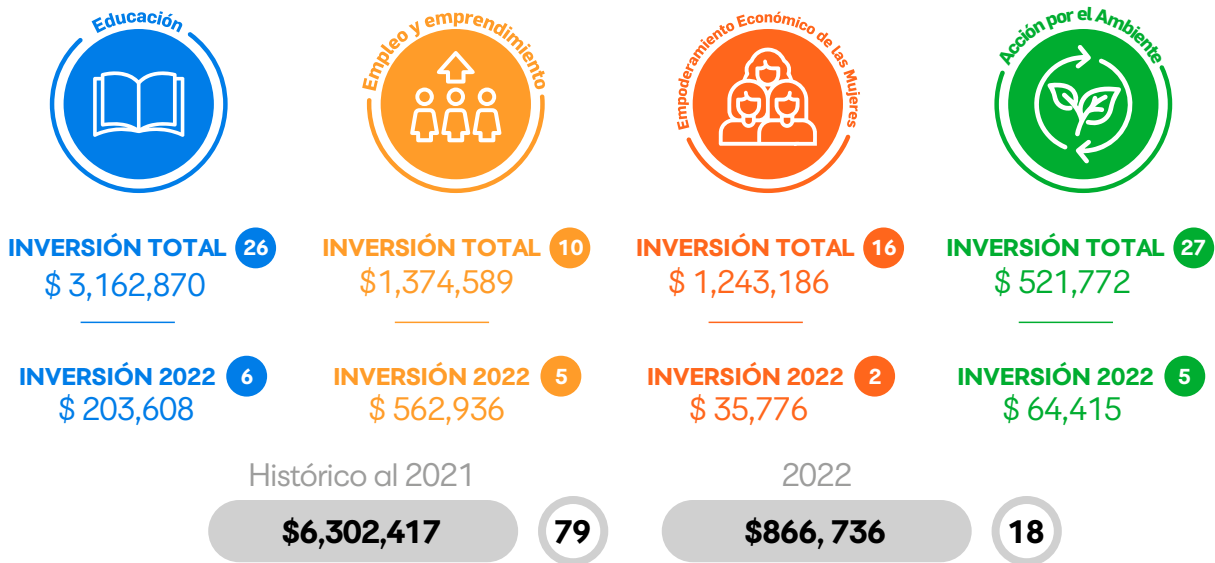 Educación
Empleo y emprendimiento
Empoderamiento Económico de las Mujeres
Acción por el Ambiente
INVERSIÓN TOTAL 26
$ 3,162,870
INVERSIÓN TOTAL 10
$1,374,589
INVERSIÓN TOTAL 16
$ 1,243,186
INVERSIÓN TOTAL 27
$ 521,772
INVERSIÓN 2022 6
$ 203,608
INVERSIÓN 2022 5
$ 562,936
INVERSIÓN 2022 2
$ 35,776
INVERSIÓN 2022 5
$ 64,415
Histórico al 2021
$6,302,417 79
2022
$866, 736 18